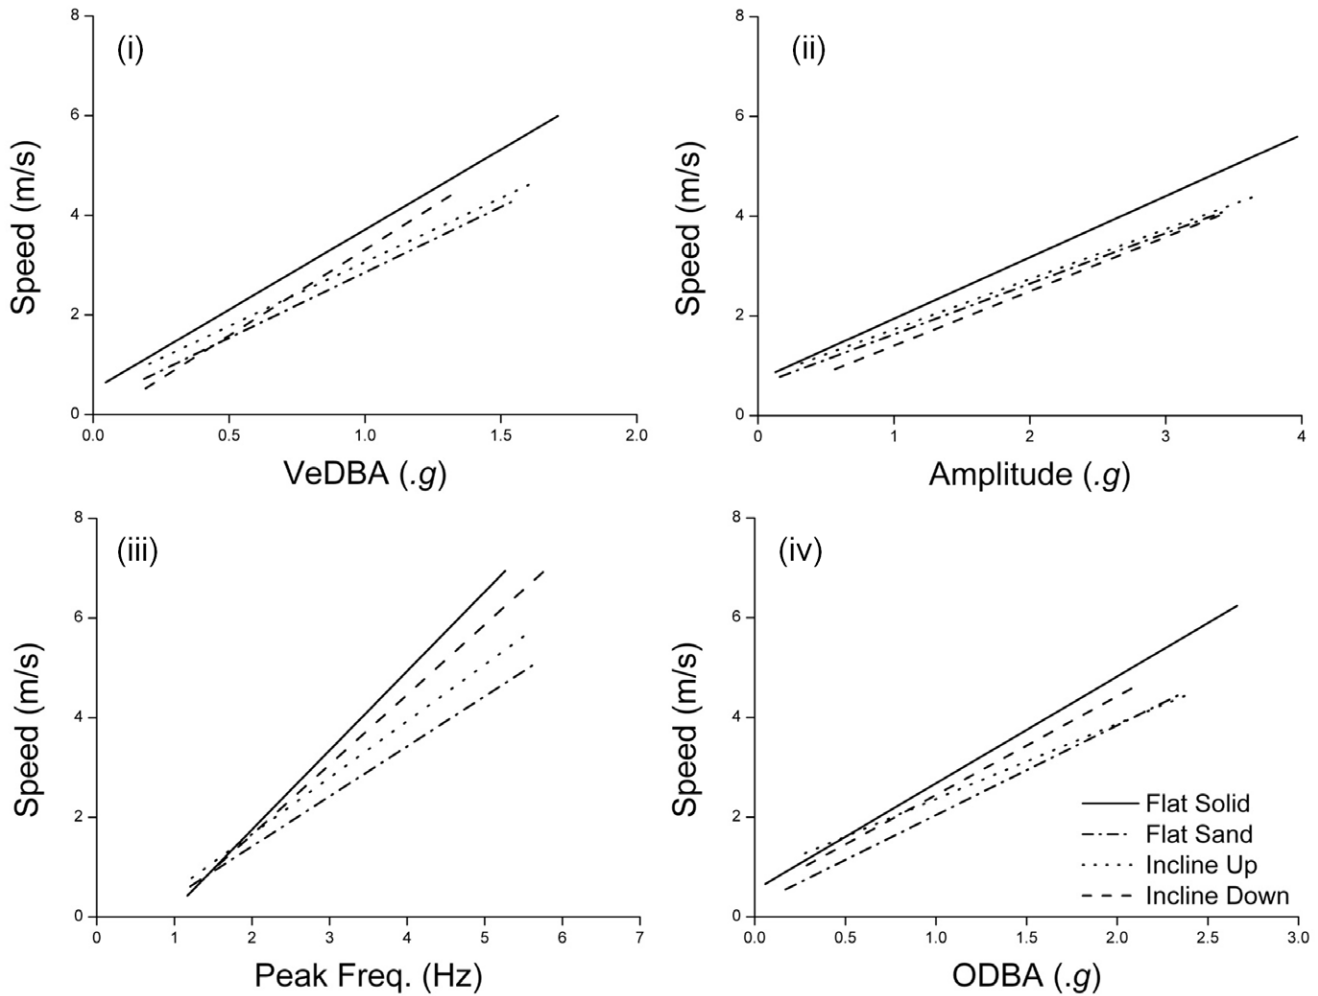 (i)
Speed (m/s)
8
6
4
2
0
0.0 0.5 1.0 1.5 2.0
VeDBA (.g)
(ii)
Speed (m/s)
8
6
4
2
0
0 1 2 3 4
Amplitude (.g)
(iii)
Speed (m/s)
8
6
4
2
0
0 1 2 3 4 5 6 7
Peak Freq. (Hz)
(iv)
Speed (m/s)
8
6
4
2
0
0.0 0.5 1.0 1.5 2.0 2.5 3.0
ODBA (.g)
Flat Solid
Flat Sand
Incline Up
Incline Down